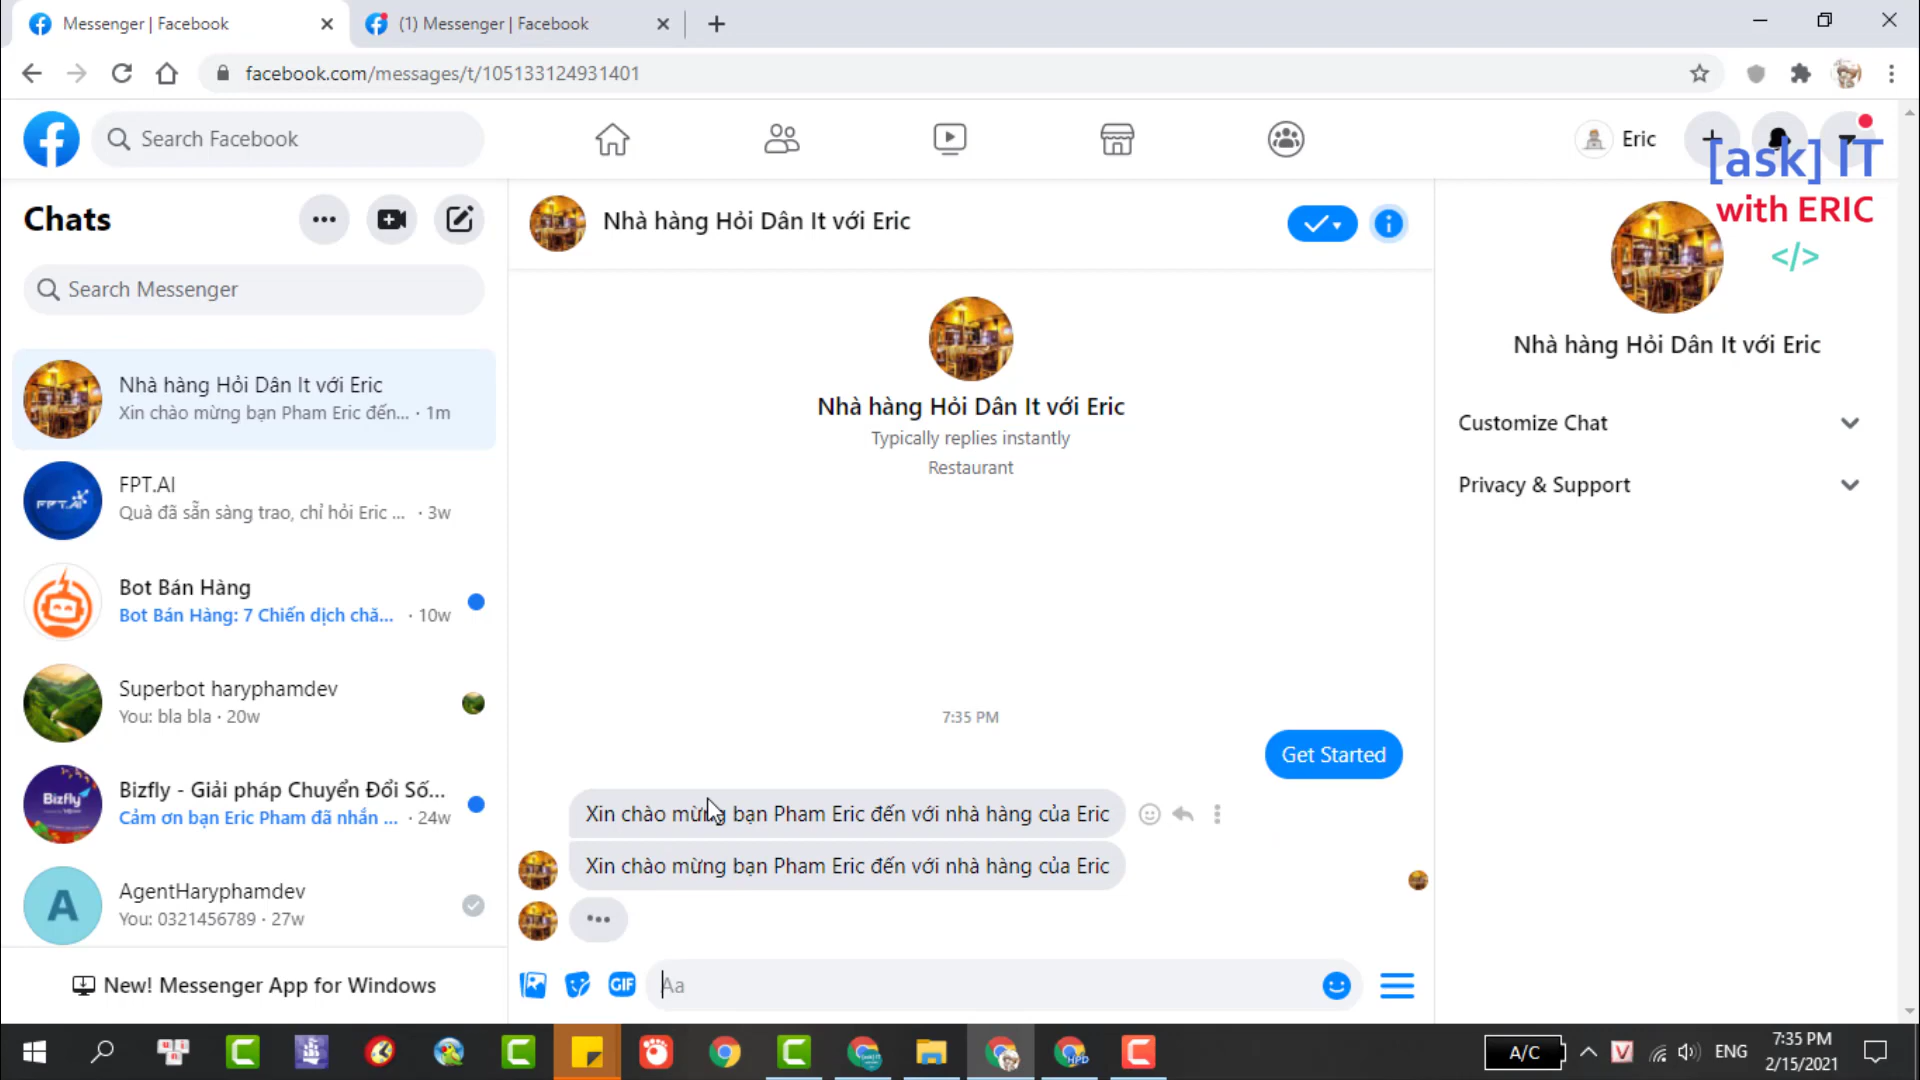 Messenger | Facebook
(1) Messenger | Facebook
facebook.com/messages/t/105133124931401
Search Facebook
Eric
[ask] IT
with ERIC
</>
Chats
Search Messenger
Nhà hàng Hỏi Dân It với Eric
Xin chào mừng bạn Pham Eric đến... · 1m
FPT.AI
FPT.AI
Quà đã sẵn sàng trao, chỉ hỏi Eric ... · 3w
Bot Bán Hàng
Bot Bán Hàng: 7 Chiến dịch chă... · 10w
Superbot haryphamdev
You: bla bla · 20w
Bizfly
Bizfly - Giải pháp Chuyển Đổi Số...
Cảm ơn bạn Eric Pham đã nhắn ... · 24w
A
AgentHaryphamdev
You: 0321456789 · 27w
New! Messenger App for Windows
Nhà hàng Hỏi Dân It với Eric
Nhà hàng Hỏi Dân It với Eric
Typically replies instantly
Restaurant
7:35 PM
Get Started
Xin chào mừng bạn Pham Eric đến với nhà hàng của Eric
Xin chào mừng bạn Pham Eric đến với nhà hàng của Eric
GIF
Aa
Nhà hàng Hỏi Dân It với Eric
Customize Chat
Privacy & Support
A/C
V
ENG
7:35 PM
2/15/2021